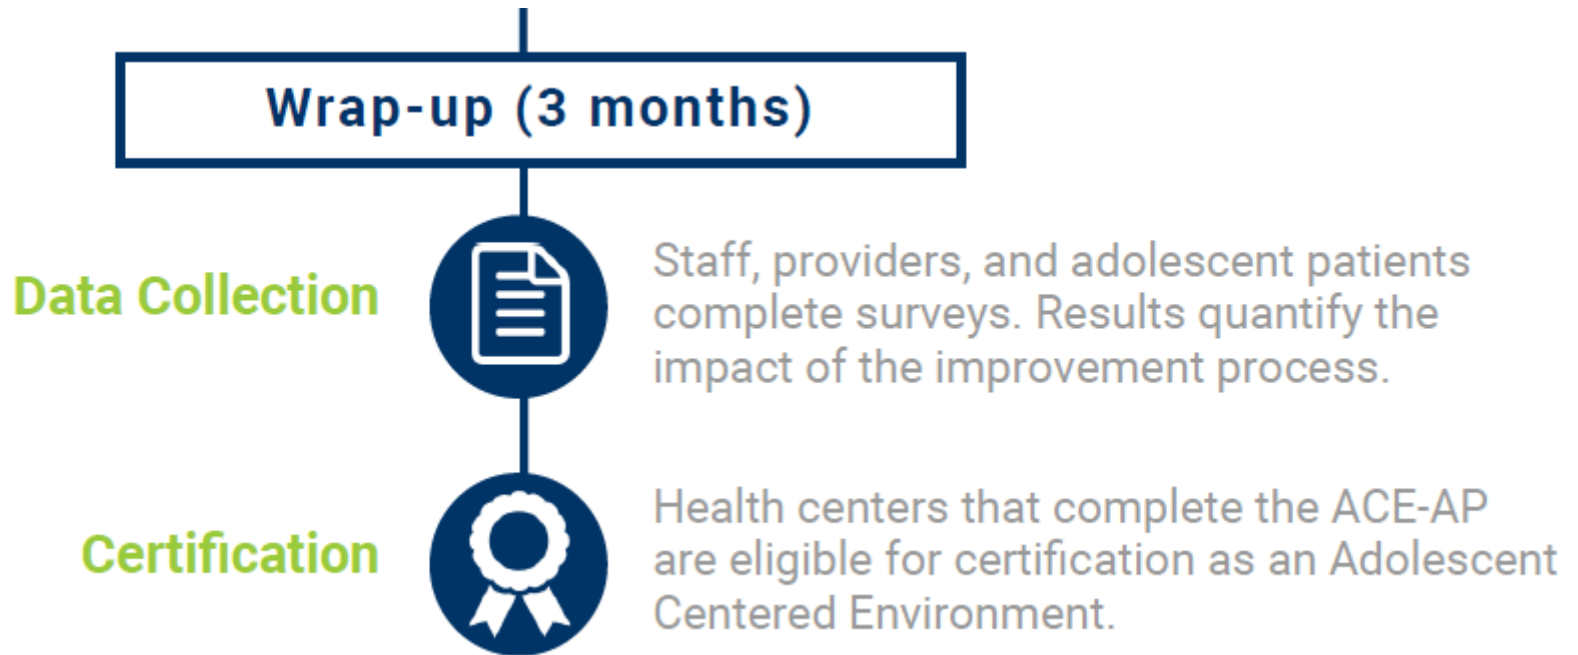 Wrap-up (3 months)
Data Collection
Staff, providers, and adolescent patients
complete surveys. Results quantify the
impact of the improvement process.
Certification
Health centers that complete the ACE-AP
are eligible for certification as an Adolescent
Centered Environment.